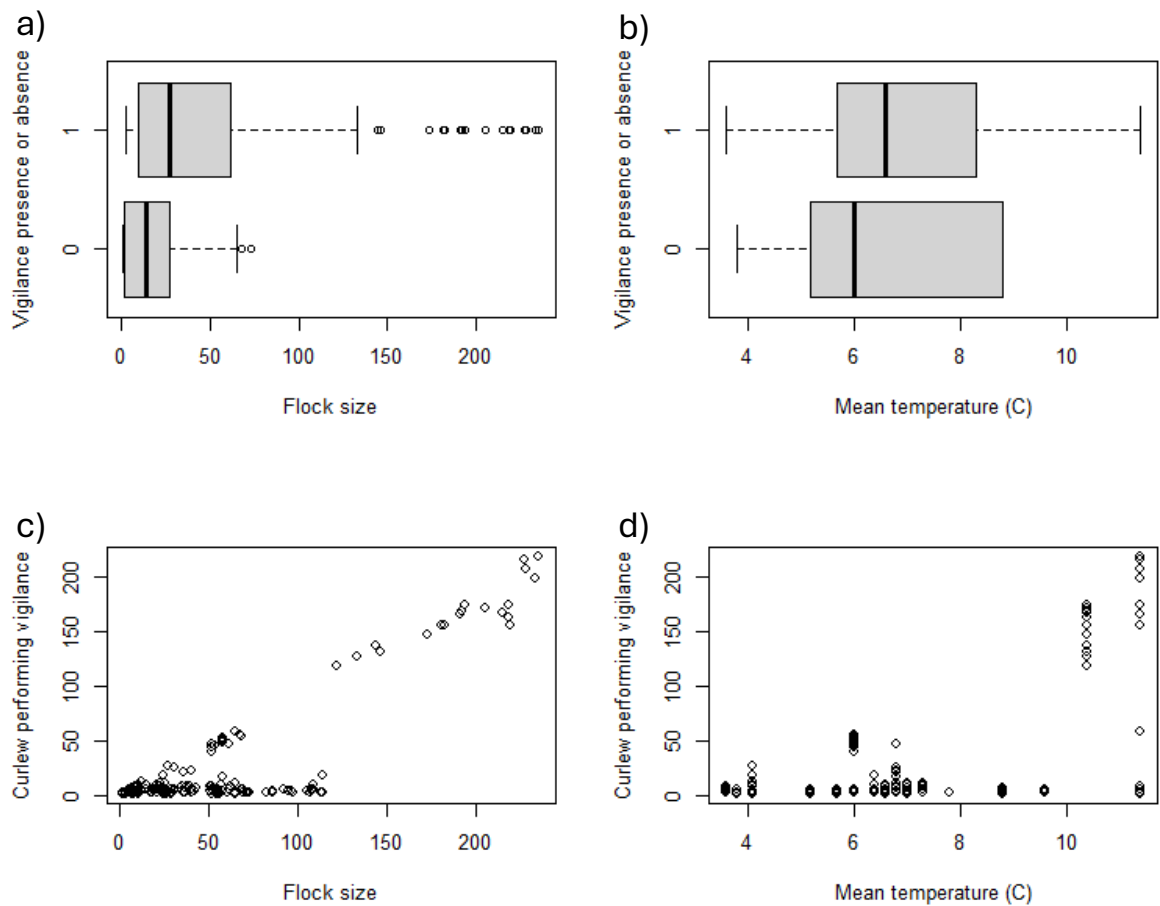 a)
Vigilance presence or absence
1
0
0 50 100 150 200
Flock size
b)
Vigilance presence or absence
1
0
4 6 8 10
Mean temperature (C)
c)
Curlew performing vigilance
200
150
100
50
0
0 50 100 150 200
Flock size
d)
Curlew performing vigilance
200
150
100
50
0
4 6 8 10
Mean temperature (C)